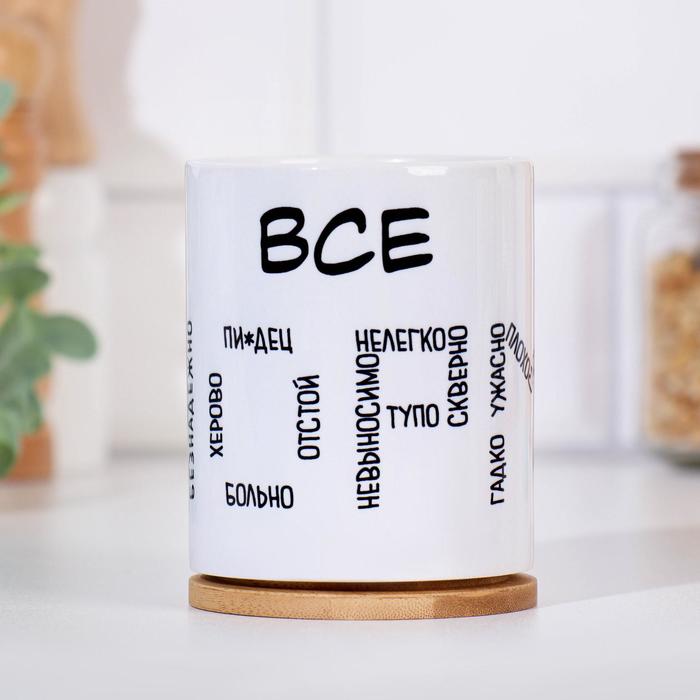 ВСЕ
БЕЗНАДЕЖНО
ПИ*ДЕЦ
ХЕРОВО
ОТСТОЙ
БОЛЬНО
НЕЛЕГКО
НЕВЫНОСИМО
ТУПО
СКВЕРНО
УЖАСНО
ГАДКО
ПЛОХО